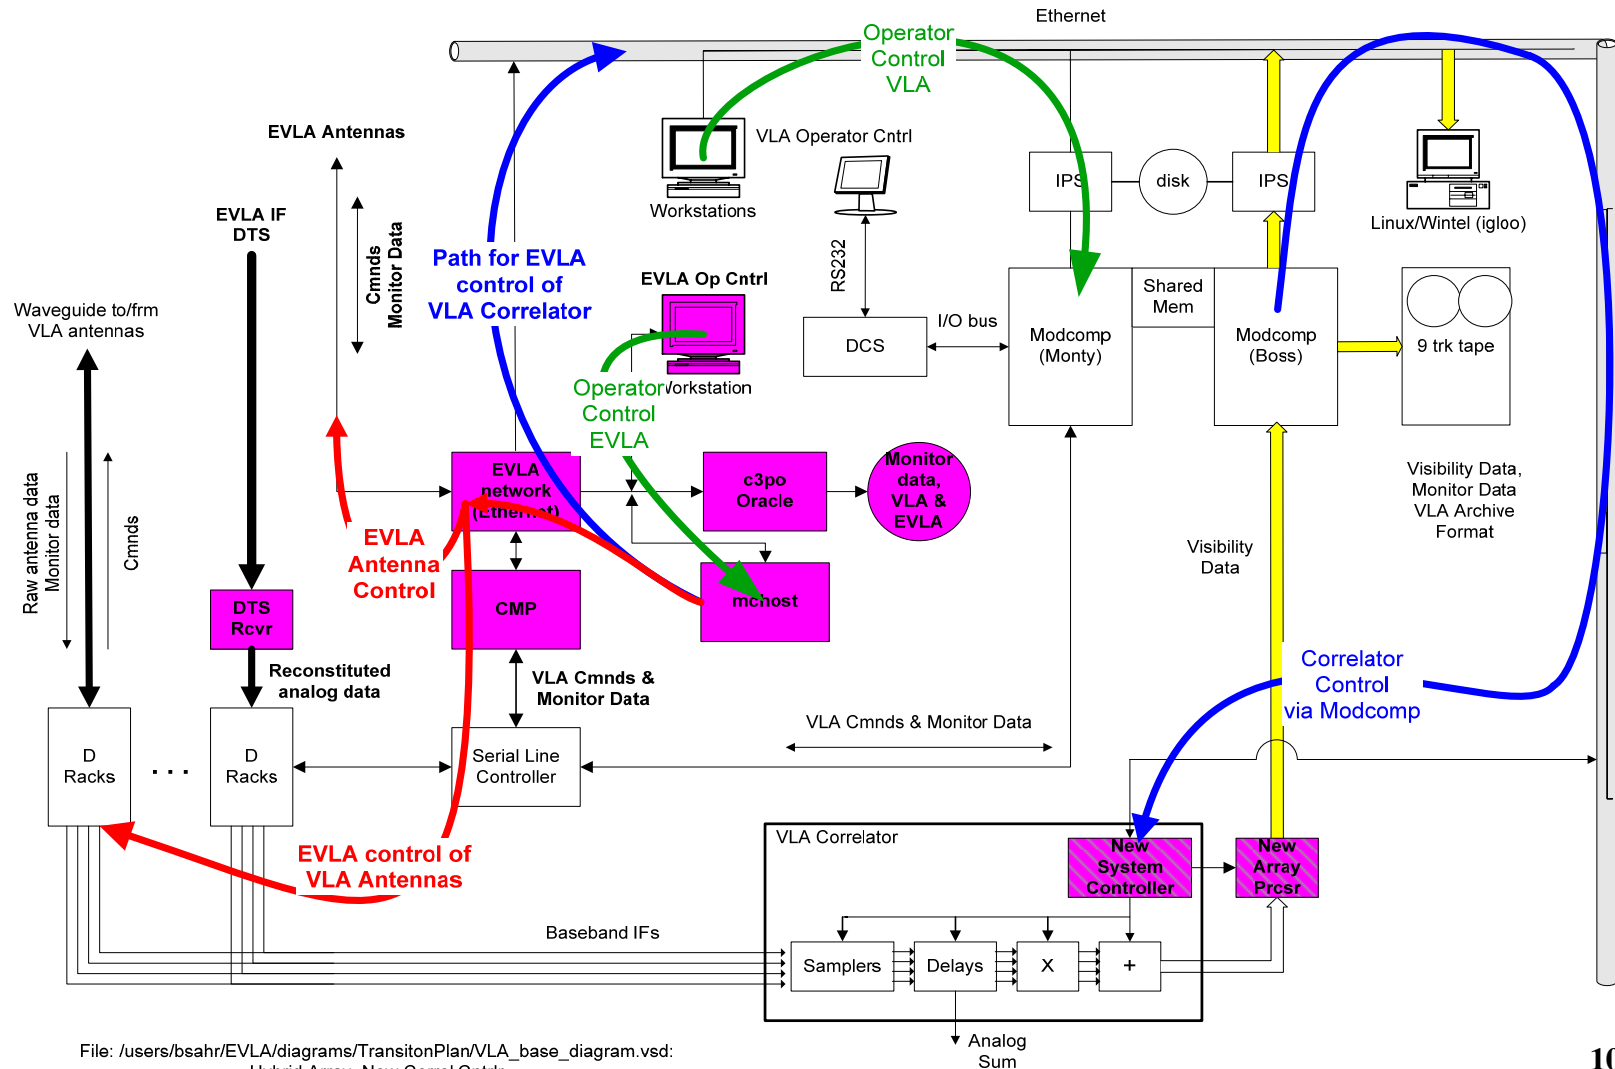 Ethernet
Operator
Control
VLA
EVLA Antennas
VLA Operator Cntrl
EVLA IF
DTS
Cmnds
Monitor Data
Workstations
IPS
disk
IPS
Linux/Wintel (igloo)
Path for EVLA
control of
VLA Correlator
EVLA Op Cntrl
RS232
Waveguide to/frm
VLA antennas
I/O bus
DCS
Modcomp
(Monty)
Shared
Mem
Modcomp
(Boss)
9 trk tape
Operator
Control
EVLA
Workstation
EVLA
network
(Ethernet)
c3po
Oracle
Monitor
data,
VLA &
EVLA
Visibility Data,
Monitor Data
VLA Archive
Format
Raw antenna data
Monitor data
Cmnds
EVLA
Antenna
Control
Visibility
Data
DTS
Rcvr
CMP
mchost
Reconstituted
analog data
VLA Cmnds &
Monitor Data
Correlator
Control
via Modcomp
D
Racks
. . .
D
Racks
Serial Line
Controller
VLA Cmnds & Monitor Data
VLA Correlator
EVLA control of
VLA Antennas
New
System
Controller
New
Array
Prcsr
Baseband IFs
Samplers
Delays
X
+
Analog
Sum
File: /users/bsahr/EVLA/diagrams/TransitonPlan/VLA_base_diagram.vsd:
10